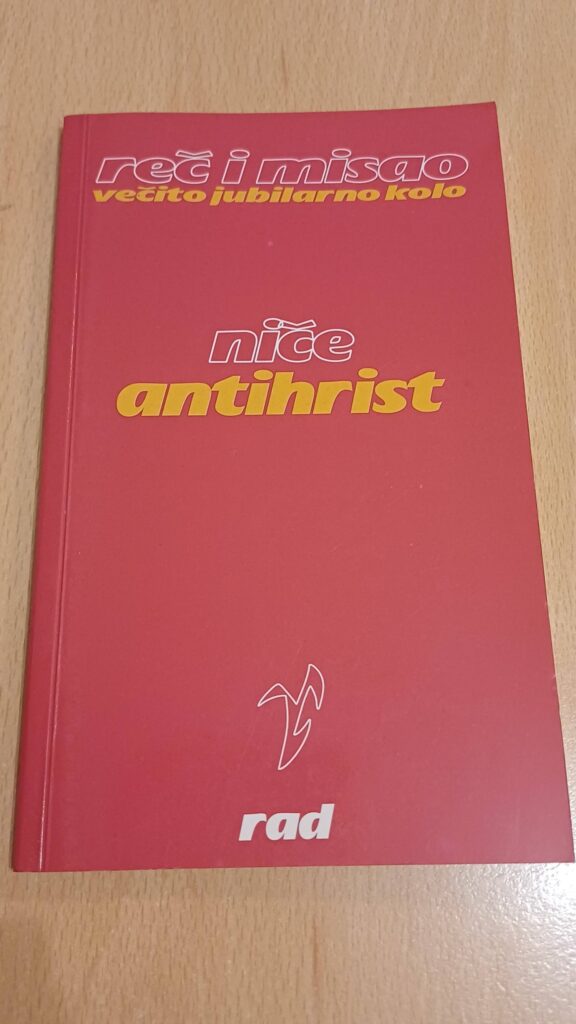 reč i misao
večito jubilarno kolo
niče
antihrist
rad